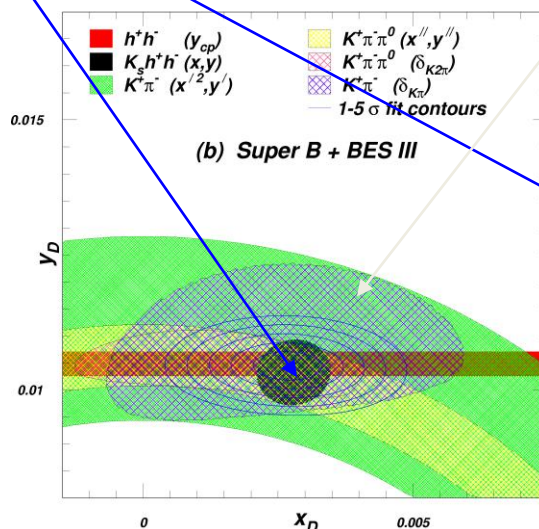 h⁺h⁻ (y_cp)
K_s h⁺h⁻ (x,y)
K⁺π⁻ (x′²,y′)
K⁺π⁻π⁰ (x′′,y′′)
K⁺π⁻π⁰ (δ_K2π)
K⁺π⁻ (δ_Kπ)
1-5 σ fit contours
0.015
(b) Super B + BES III
y_D
0.01
0
x_D
0.005